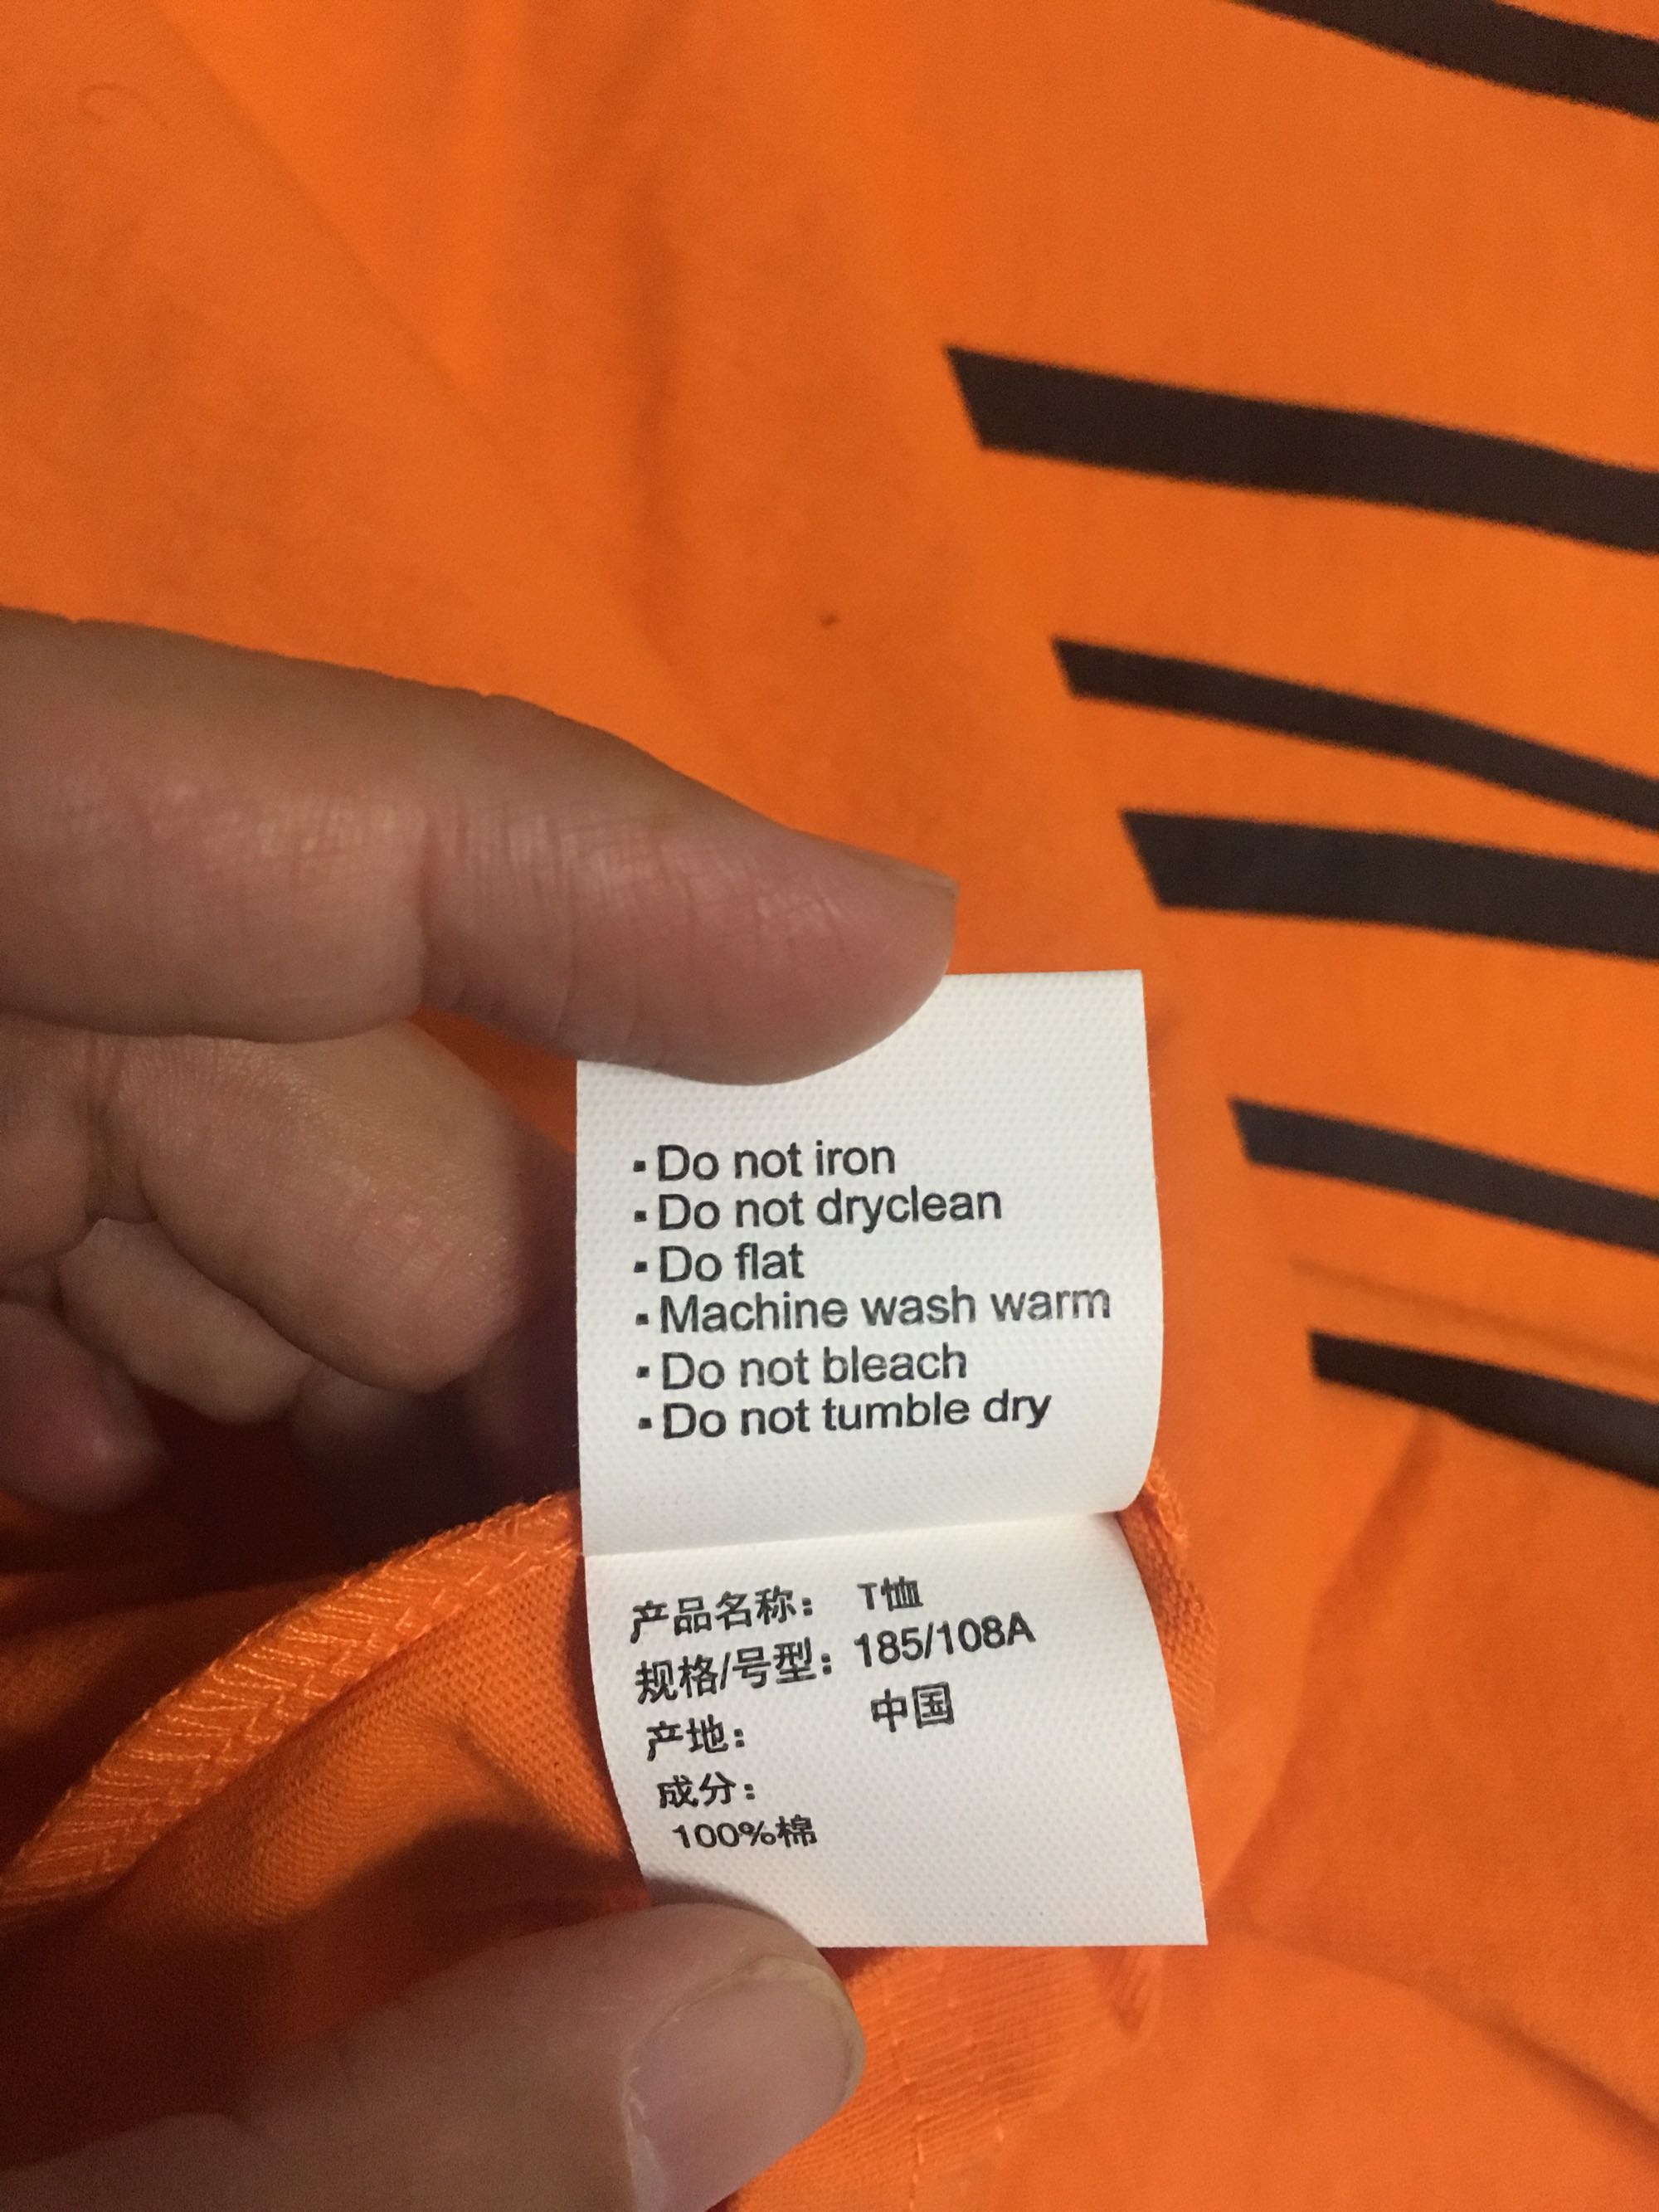 ▪Do not iron
▪Do not dryclean
▪Do flat
▪Machine wash warm
▪Do not bleach
▪Do not tumble dry
产品名称： T恤
规格/号型：185/108A
产地： 中国
成分：
100%棉